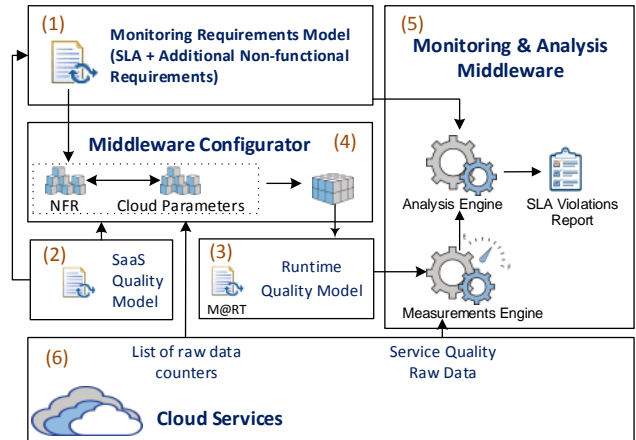 (1)
Monitoring Requirements Model
(SLA + Additional Non-functional
Requirements)
(5)
Monitoring & Analysis
Middleware
Middleware Configurator
(4)
NFR
Cloud Parameters
Analysis Engine
SLA Violations
Report
(2)
SaaS
Quality
Model
(3)
Runtime
Quality Model
M@RT
Measurements Engine
(6)
List of raw data
counters
Service Quality
Raw Data
Cloud Services